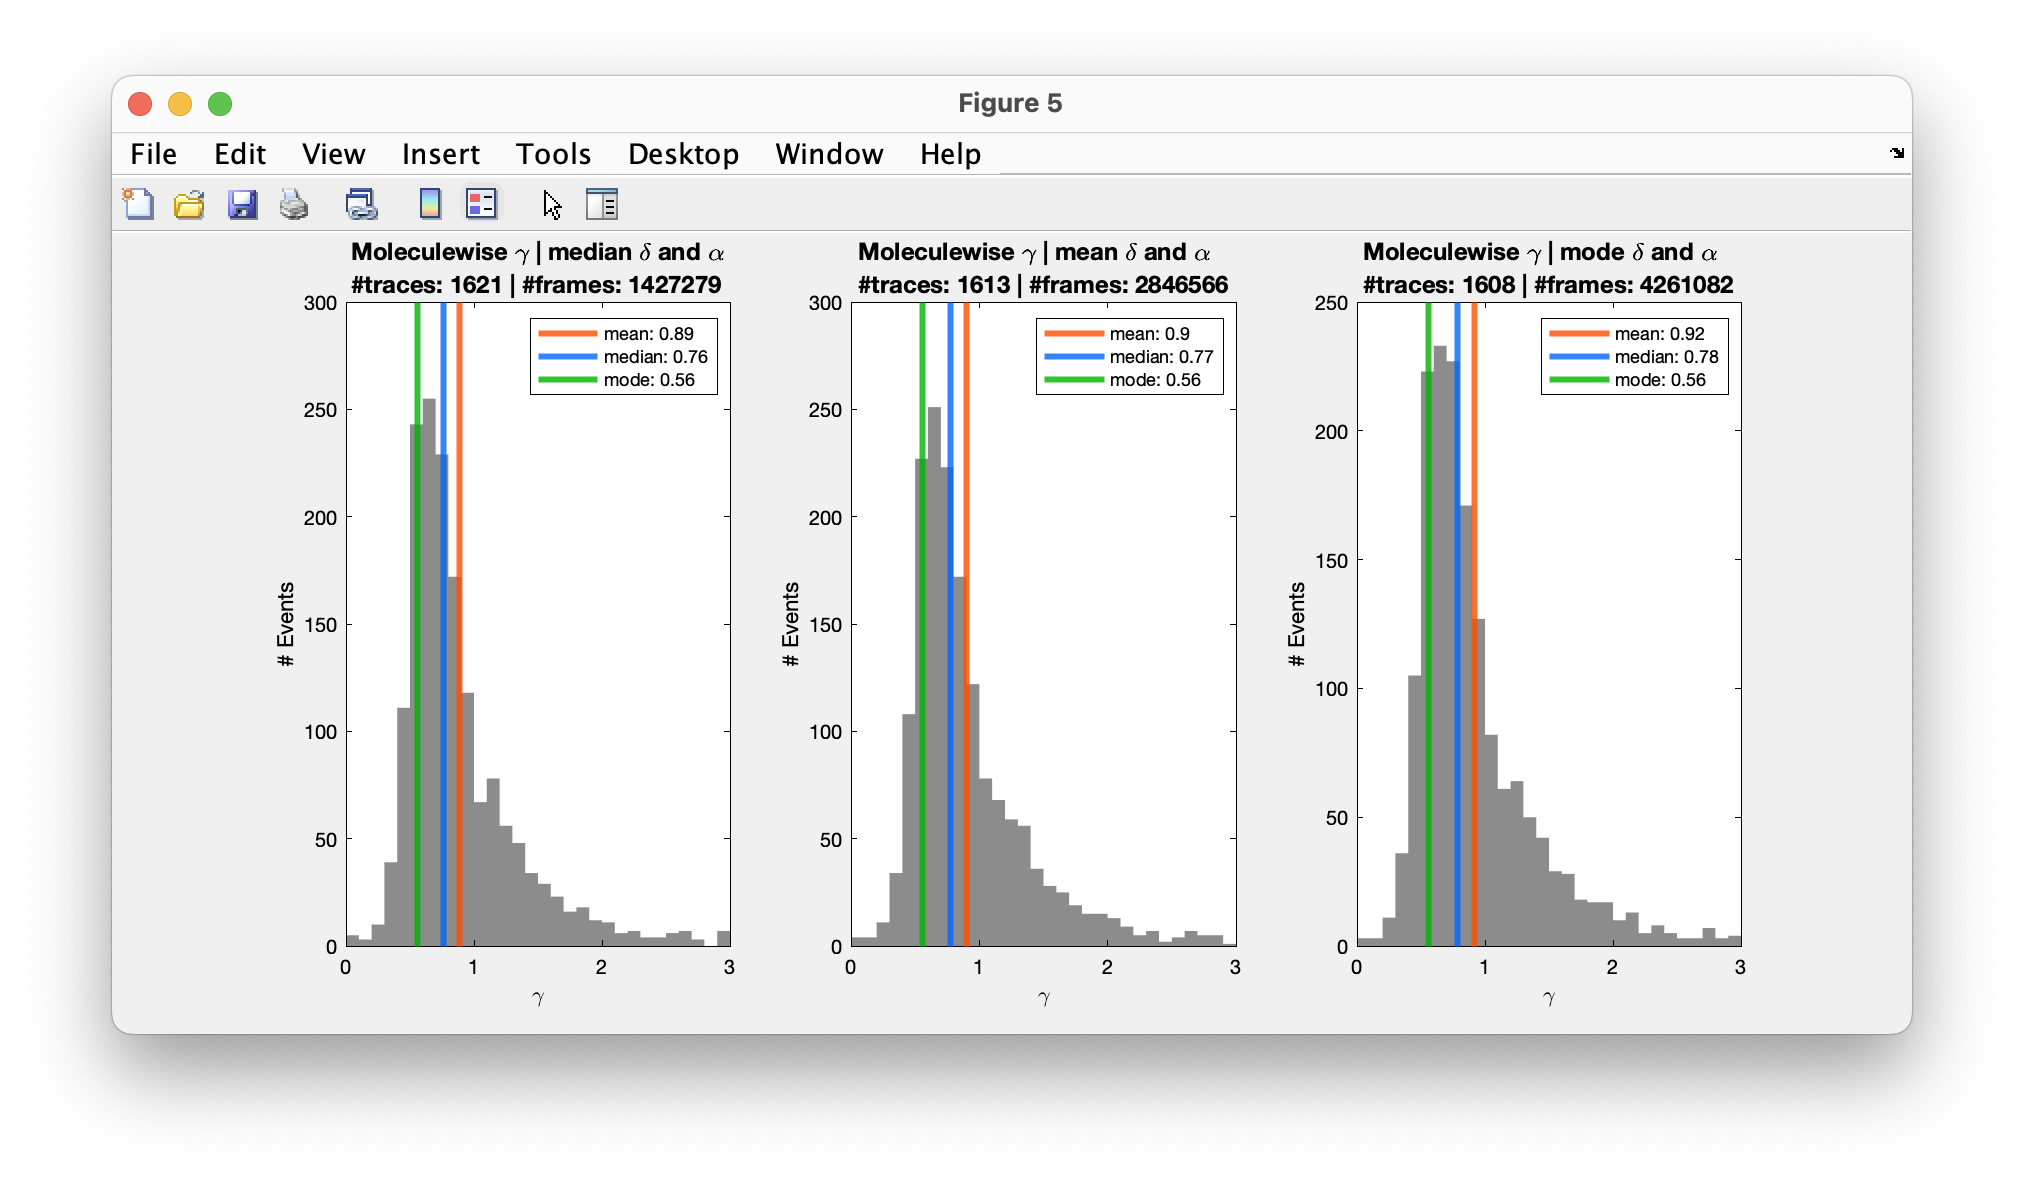 Figure 5
File Edit View Insert Tools Desktop Window Help
Moleculewise γ | median δ and α
#traces: 1621 | #frames: 1427279
300
250
200
150
100
50
0
# Events
0 1 2 3
γ
mean: 0.89
median: 0.76
mode: 0.56
Moleculewise γ | mean δ and α
#traces: 1613 | #frames: 2846566
300
250
200
150
100
50
0
# Events
0 1 2 3
γ
mean: 0.9
median: 0.77
mode: 0.56
Moleculewise γ | mode δ and α
#traces: 1608 | #frames: 4261082
250
200
150
100
50
0
# Events
0 1 2 3
γ
mean: 0.92
median: 0.78
mode: 0.56